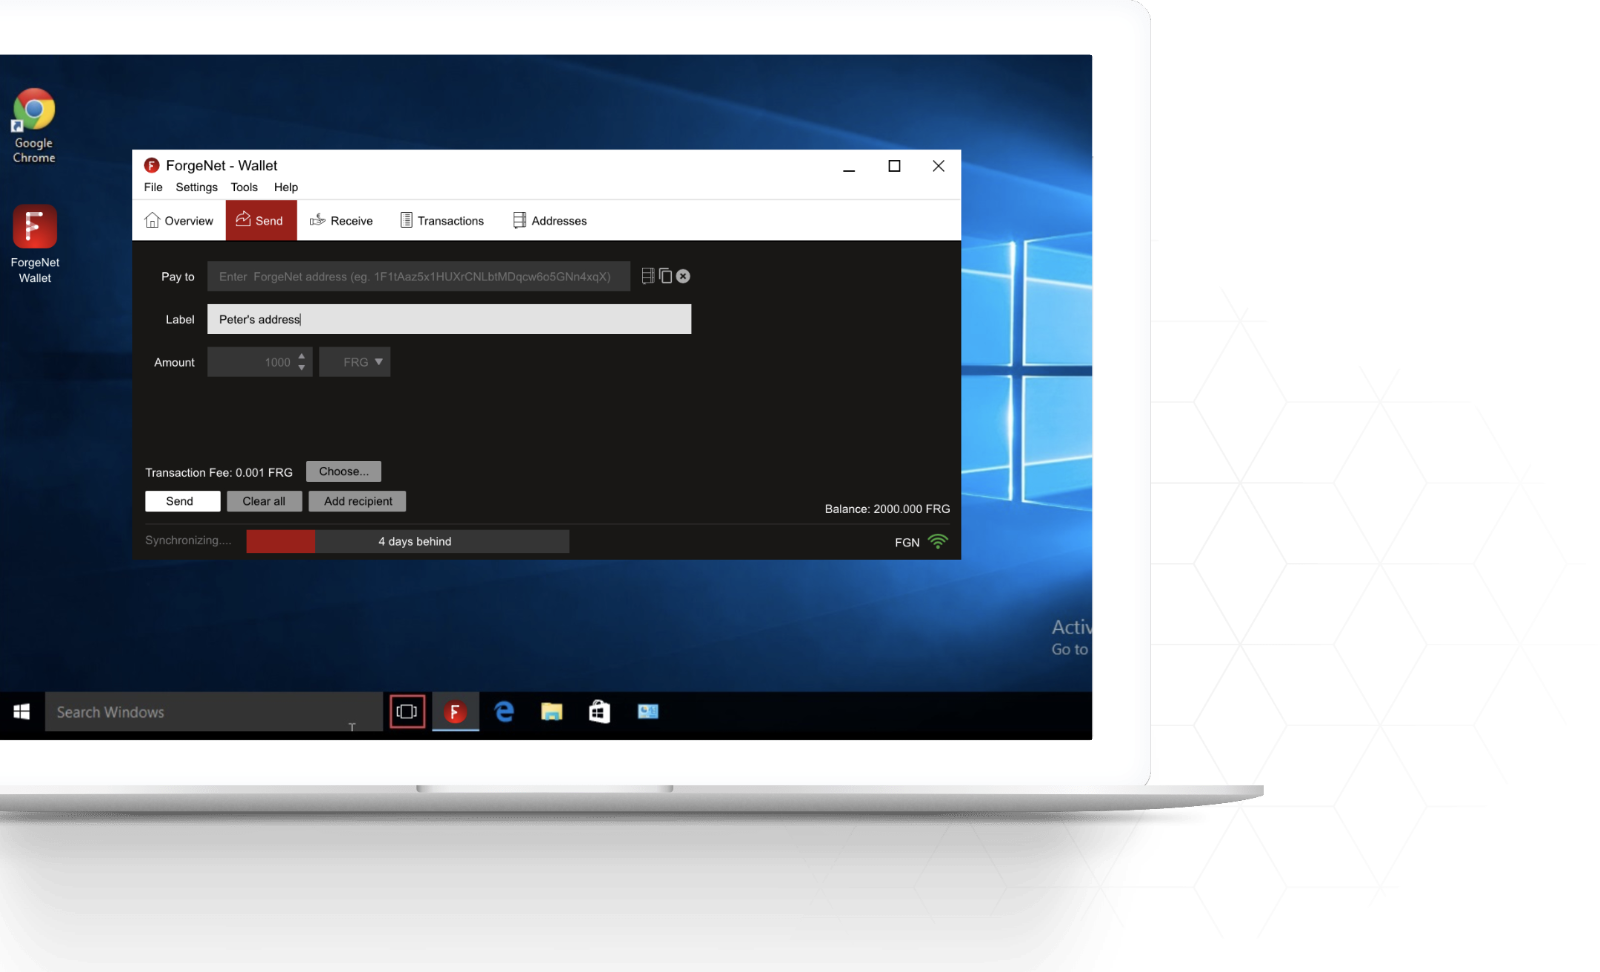 Google
Chrome
ForgeNet
Wallet
ForgeNet - Wallet
File Settings Tools Help
Overview Send Receive Transactions Addresses
Pay to Enter ForgeNet address (eg. 1F1tAaz5x1HUXrCNLbtMDqcw6o5GNn4xqX)
Label Peter's address
Amount 1000 FRG
Transaction Fee: 0.001 FRG Choose...
Send Clear all Add recipient
Balance: 2000.000 FRG
Synchronizing.... 4 days behind FGN
Activ
Go to
Search Windows